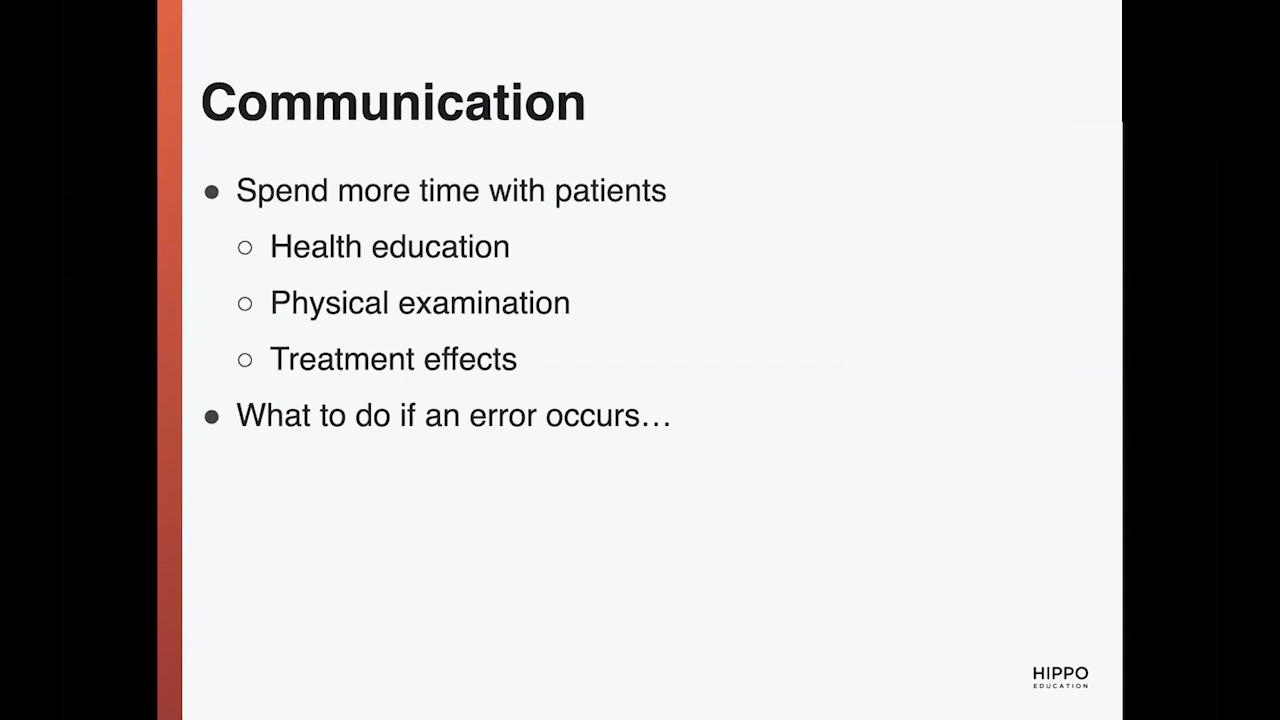 Communication
● Spend more time with patients
○ Health education
○ Physical examination
○ Treatment effects
● What to do if an error occurs…
HIPPO
EDUCATION